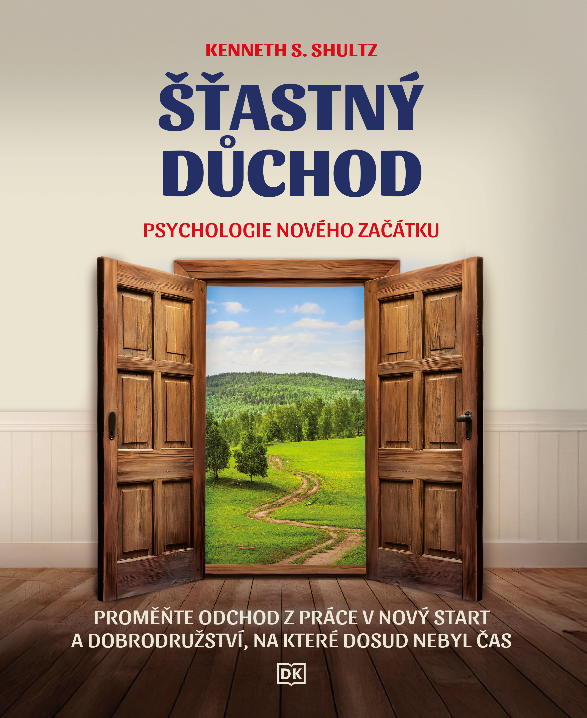 KENNETH S. SHULTZ
ŠŤASTNÝ
DŮCHOD
PSYCHOLOGIE NOVÉHO ZAČÁTKU
PROMĚŇTE ODCHOD Z PRÁCE V NOVÝ START
A DOBRODRUŽSTVÍ, NA KTERÉ DOSUD NEBYL ČAS
DK